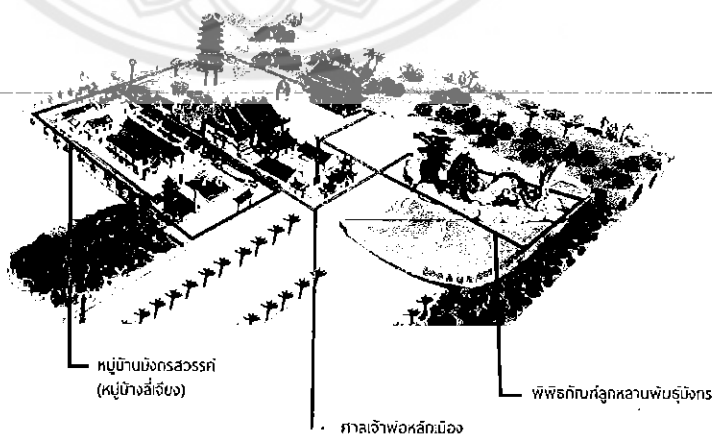 หมู่บ้านมังกรสวรรค์
(หมู่บ้างลี่เจียง)
ศาลเจ้าพ่อหลักเมือง
พิพิธภัณฑ์ลูกหลานพันธุ์มังกร